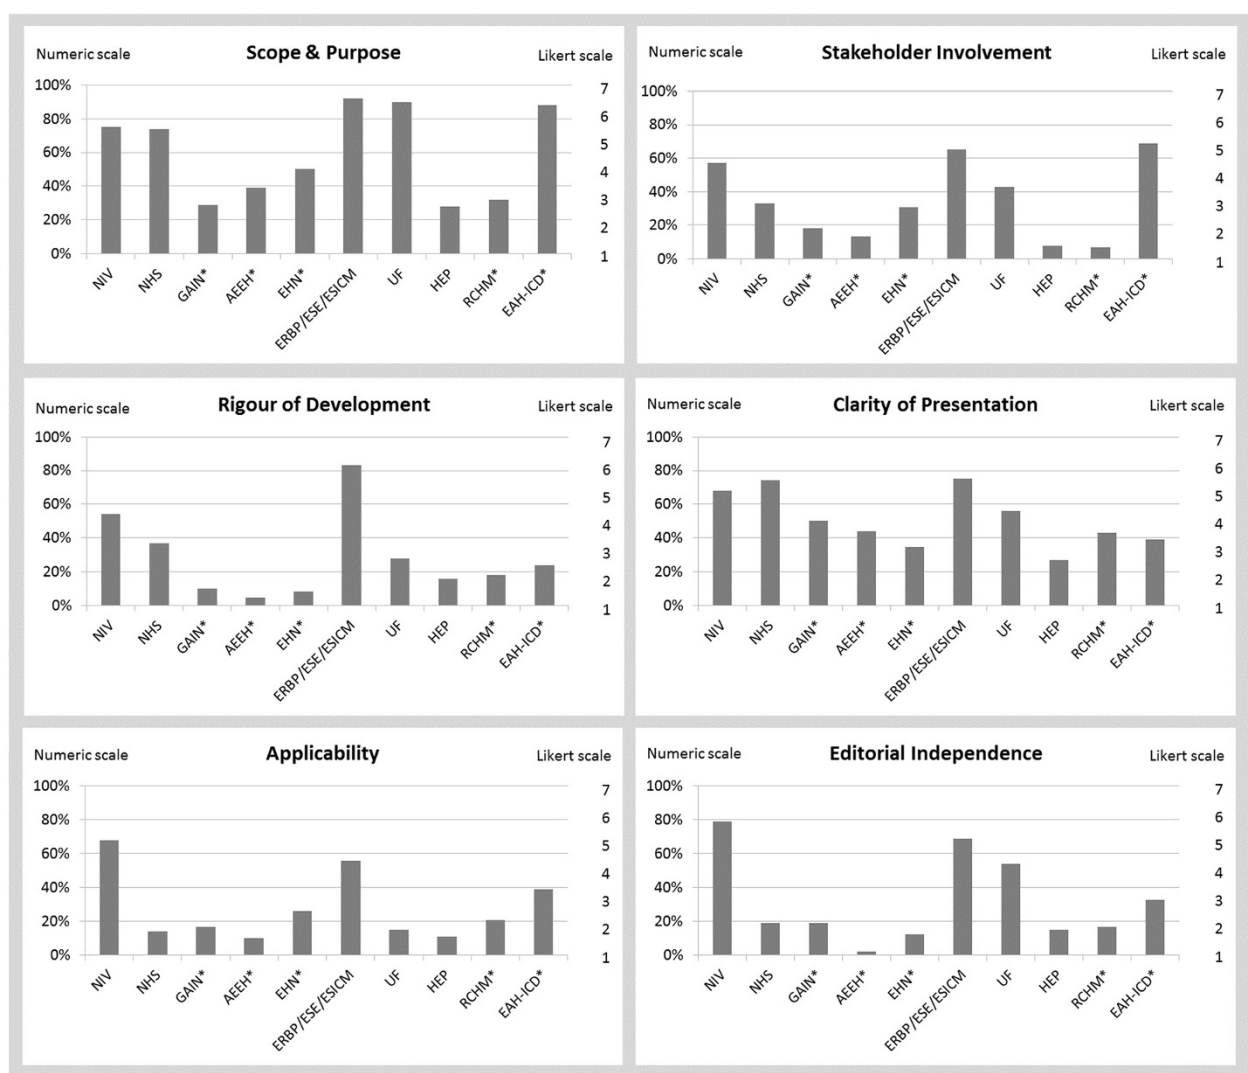 Scope & Purpose
Numeric scale
Likert scale
100%
80%
60%
40%
20%
0%
7
6
5
4
3
2
1
NIV
NHS
GAIN*
AEEH*
EHN*
ERBP/ESE/ESICM
UF
HEP
RCHM*
EAH-ICD*
Stakeholder Involvement
Numeric scale
Likert scale
100%
80%
60%
40%
20%
0%
7
6
5
4
3
2
1
NIV
NHS
GAIN*
AEEH*
EHN*
ERBP/ESE/ESICM
UF
HEP
RCHM*
EAH-ICD*
Rigour of Development
Numeric scale
Likert scale
100%
80%
60%
40%
20%
0%
7
6
5
4
3
2
1
NIV
NHS
GAIN*
AEEH*
EHN*
ERBP/ESE/ESICM
UF
HEP
RCHM*
EAH-ICD*
Clarity of Presentation
Numeric scale
Likert scale
100%
80%
60%
40%
20%
0%
7
6
5
4
3
2
1
NIV
NHS
GAIN*
AEEH*
EHN*
ERBP/ESE/ESICM
UF
HEP
RCHM*
EAH-ICD*
Applicability
Numeric scale
Likert scale
100%
80%
60%
40%
20%
0%
7
6
5
4
3
2
1
NIV
NHS
GAIN*
AEEH*
EHN*
ERBP/ESE/ESICM
UF
HEP
RCHM*
EAH-ICD*
Editorial Independence
Numeric scale
Likert scale
100%
80%
60%
40%
20%
0%
7
6
5
4
3
2
1
NIV
NHS
GAIN*
AEEH*
EHN*
ERBP/ESE/ESICM
UF
HEP
RCHM*
EAH-ICD*